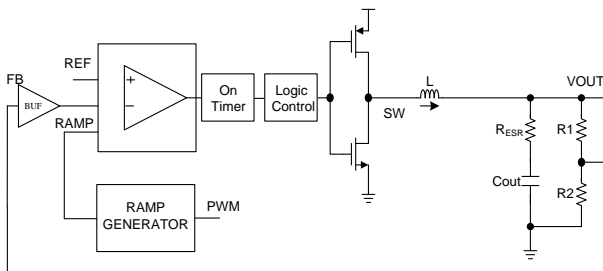 FB
BUF
REF
+
−
RAMP
On
Timer
Logic
Control
SW
L
VOUT
RESR
R1
Cout
R2
RAMP
GENERATOR
PWM